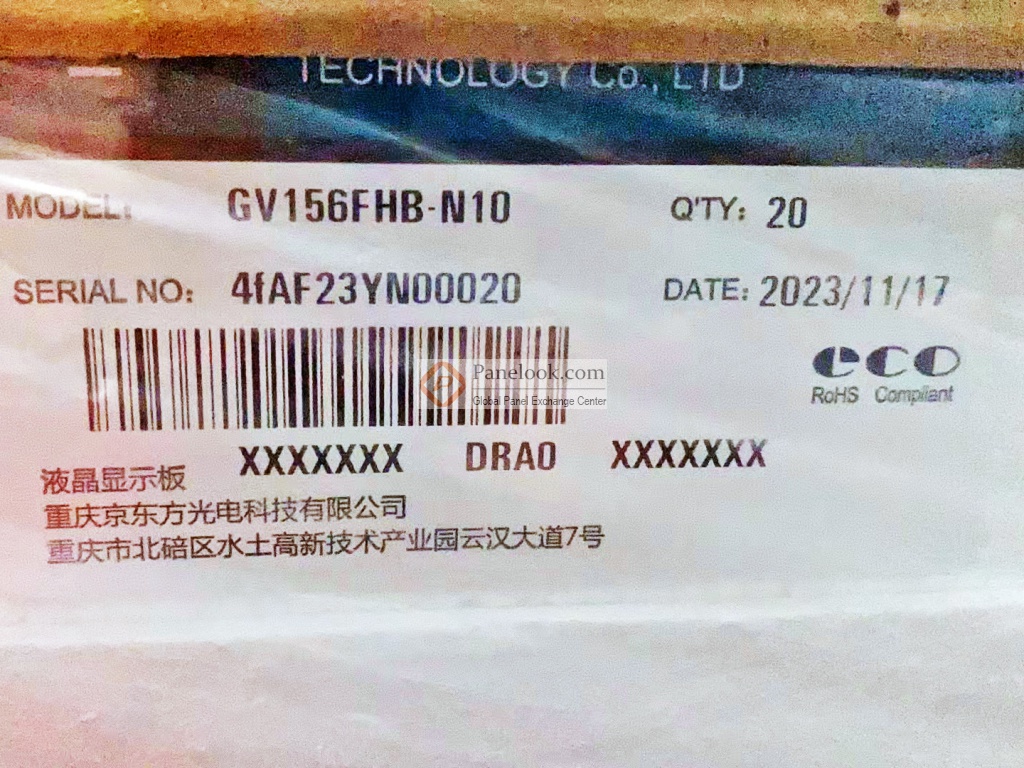 TECHNOLOGY Co., LTD
MODEL: GV156FHB-N10 Q'TY: 20
SERIAL NO: 4fAF23YN00020 DATE: 2023/11/17
eco
RoHS Compliant
Panelook.com
Global Panel Exchange Center
XXXXXXX DRA0 XXXXXXX
液晶显示板
重庆京东方光电科技有限公司
重庆市北碚区水土高新技术产业园云汉大道7号